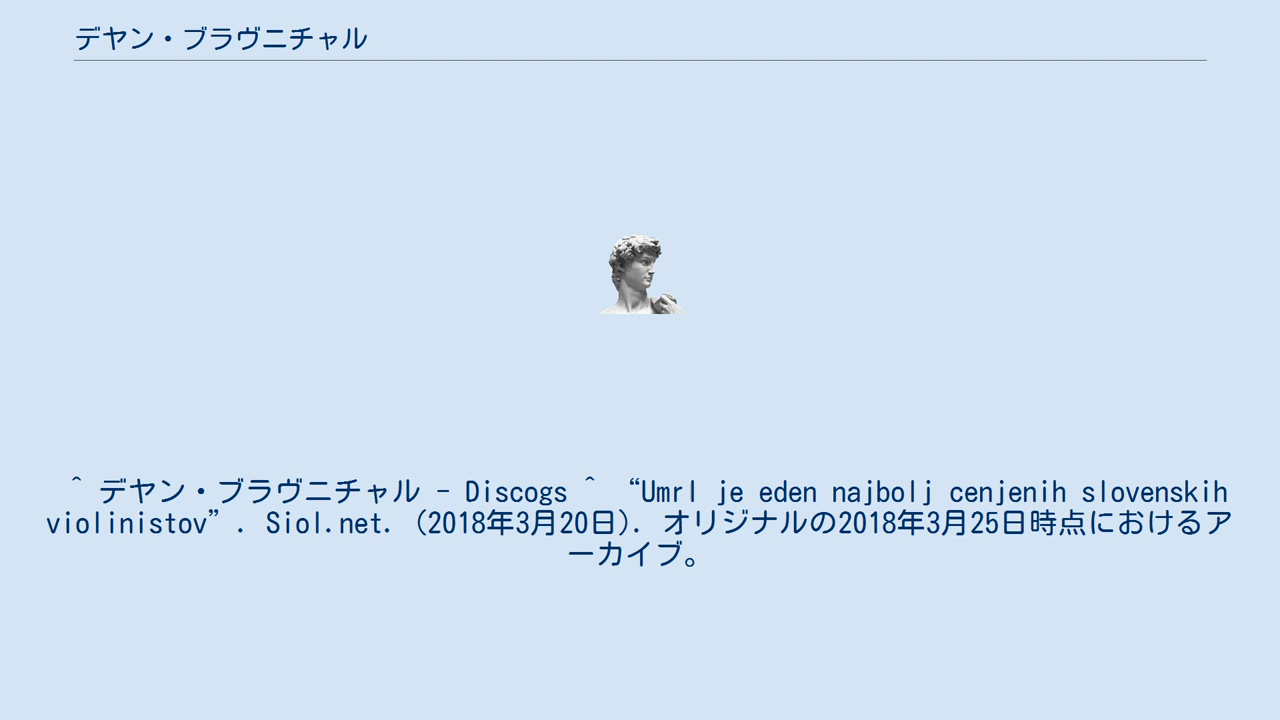 デヤン・ブラヴニチャル
^ デヤン・ブラヴニチャル - Discogs ^ “Umrl je eden najbolj cenjenih slovenskih
violinistov”. Siol.net. (2018年3月20日). オリジナルの2018年3月25日時点におけるア
ーカイブ。